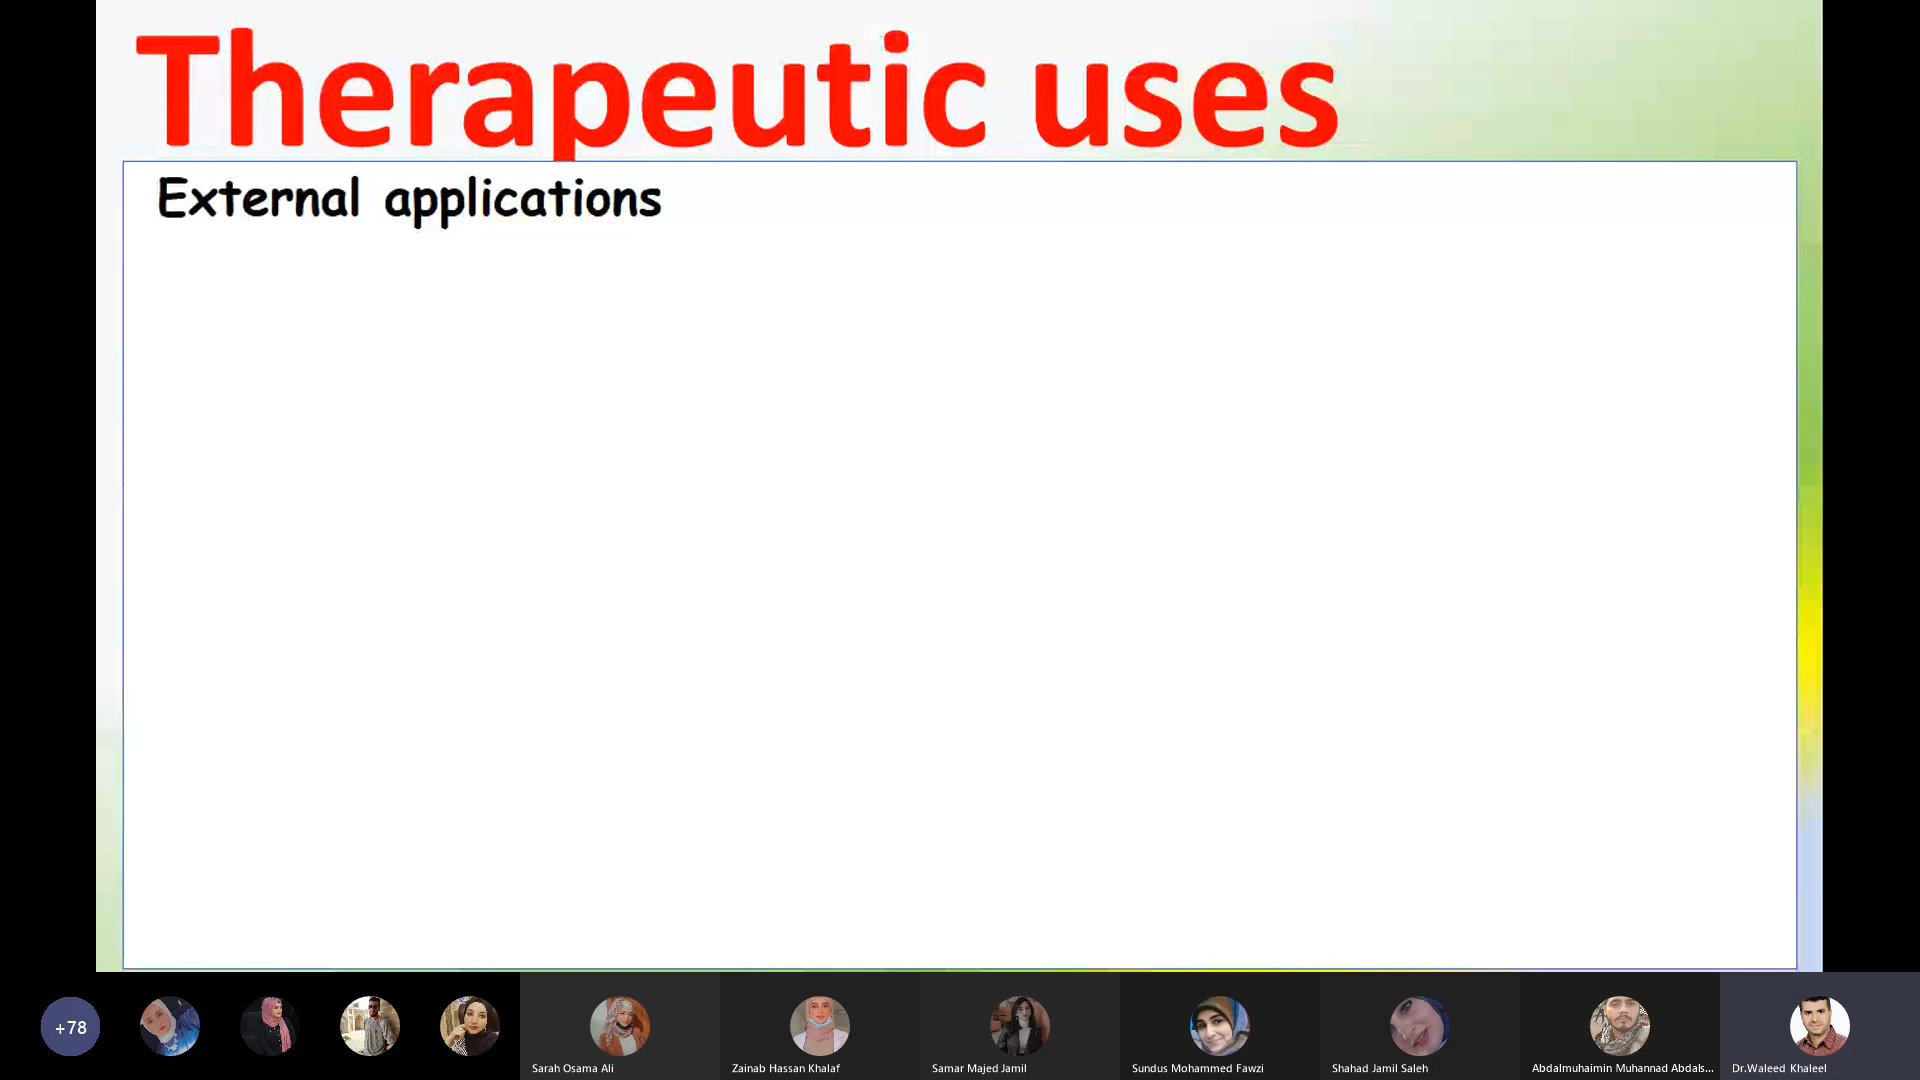 Therapeutic uses
External applications
+78
Sarah Osama Ali
Zainab Hassan Khalaf
Samar Majed Jamil
Sundus Mohammed Fawzi
Shahad Jamil Saleh
Abdalmuhaimin Muhannad Abdals...
Dr.Waleed Khaleel